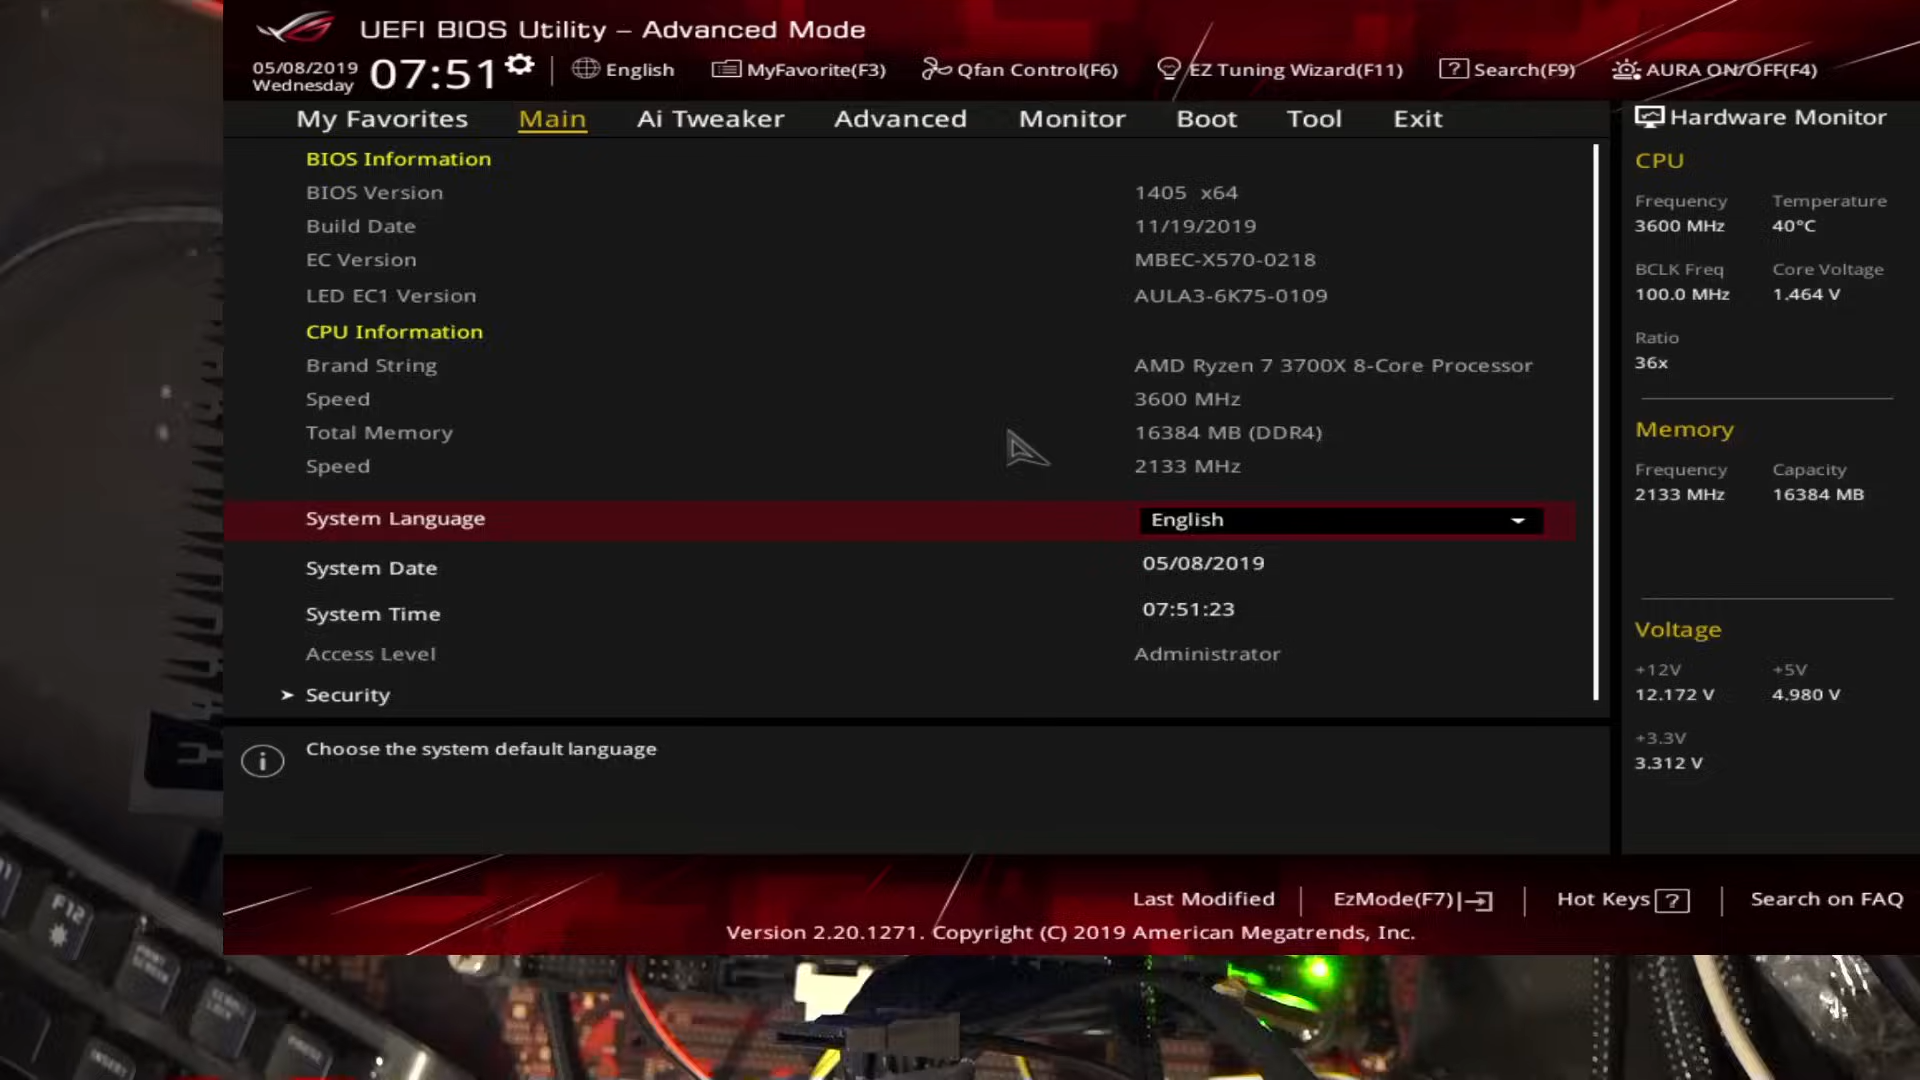 UEFI BIOS Utility – Advanced Mode
05/08/2019
Wednesday
07:51
English
MyFavorite(F3)
Qfan Control(F6)
EZ Tuning Wizard(F11)
? Search(F9)
AURA ON/OFF(F4)
My Favorites Main Ai Tweaker Advanced Monitor Boot Tool Exit
BIOS Information
BIOS Version 1405 x64
Build Date 11/19/2019
EC Version MBEC-X570-0218
LED EC1 Version AULA3-6K75-0109
CPU Information
Brand String AMD Ryzen 7 3700X 8-Core Processor
Speed 3600 MHz
Total Memory 16384 MB (DDR4)
Speed 2133 MHz
System Language English
System Date 05/08/2019
System Time 07:51:23
Access Level Administrator
Security
i Choose the system default language
Hardware Monitor
CPU
Frequency Temperature
3600 MHz 40°C
BCLK Freq Core Voltage
100.0 MHz 1.464 V
Ratio
36x
Memory
Frequency Capacity
2133 MHz 16384 MB
Voltage
+12V +5V
12.172 V 4.980 V
+3.3V
3.312 V
Last Modified EzMode(F7) Hot Keys ? Search on FAQ
Version 2.20.1271. Copyright (C) 2019 American Megatrends, Inc.
F12
PRINT SCREEN
SCROLL LOCK
INSERT